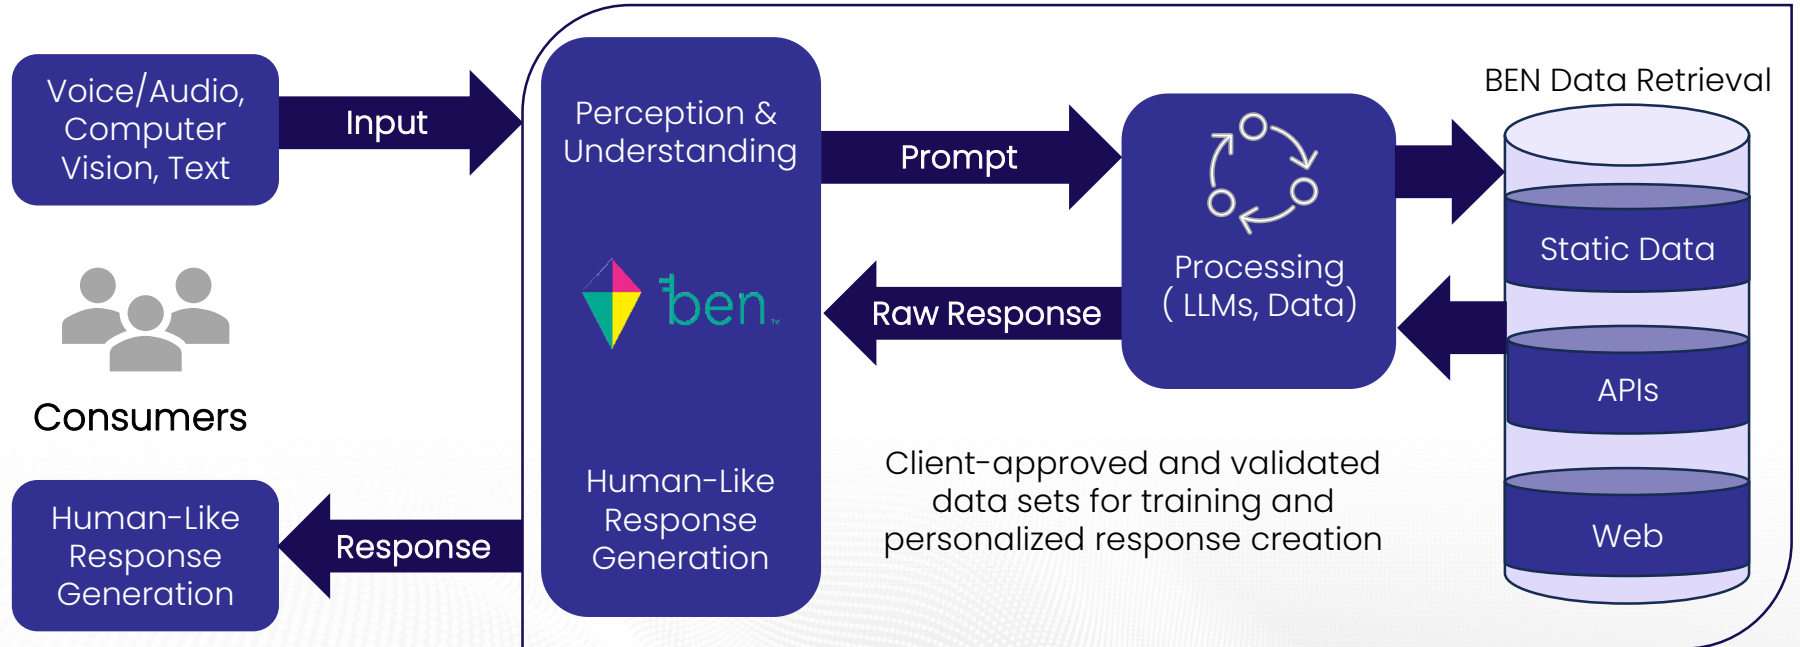 Voice/Audio,
Computer
Vision, Text
Input
Perception &
Understanding
Prompt
Processing
( LLMs, Data)
BEN Data Retrieval
Static Data
APIs
Web
Raw Response
ben™
Consumers
Human-Like
Response
Generation
Client-approved and validated
data sets for training and
personalized response creation
Response
Human-Like
Response
Generation